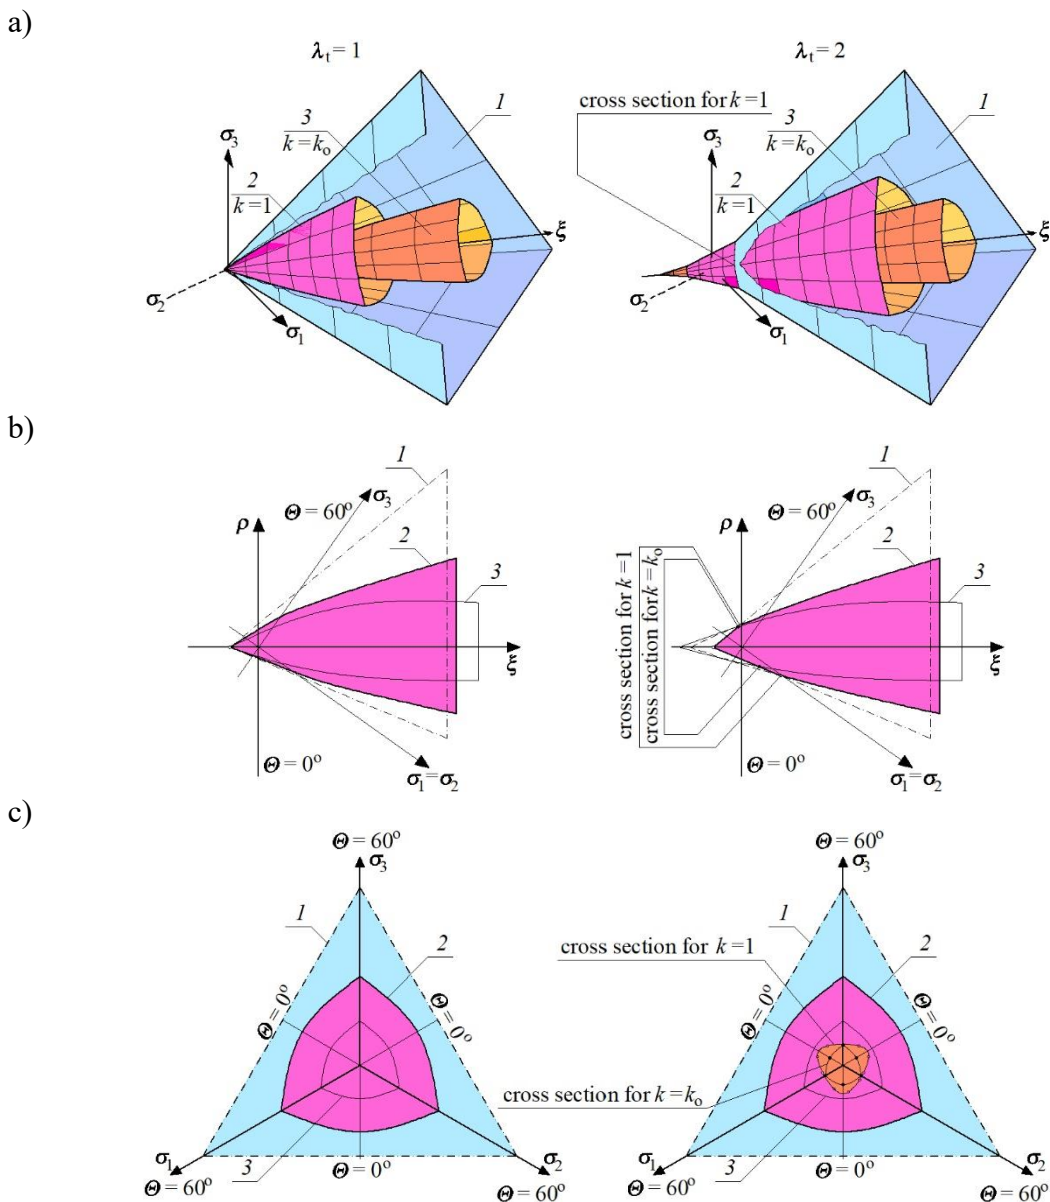 a)
λt = 1
λt = 2
cross section for k = 1
1
1
3
k = ko
3
k = ko
σ3
σ3
2
k = 1
2
k = 1
ξ
ξ
σ2
σ1
σ2
σ1
b)
1
1
σ3
σ3
Θ = 60°
Θ = 60°
ρ
ρ
2
2
3
3
cross section for k = 1
cross section for k = ko
ξ
ξ
Θ = 0°
σ1 = σ2
Θ = 0°
σ1 = σ2
c)
Θ = 60°
Θ = 60°
σ3
σ3
1
2
1
2
cross section for k = 1
Θ = 0°
Θ = 0°
Θ = 0°
Θ = 0°
cross section for k = ko
σ1
3
σ2
σ1
3
σ2
Θ = 60°
Θ = 0°
Θ = 60°
Θ = 60°
Θ = 0°
Θ = 60°